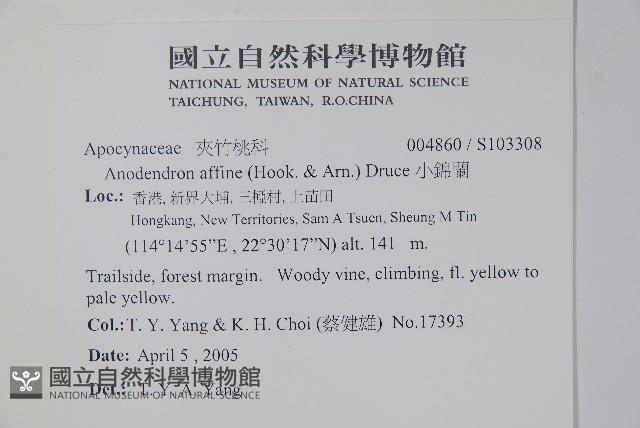 國立自然科學博物館
NATIONAL MUSEUM OF NATURAL SCIENCE
TAICHUNG, TAIWAN, R.O.CHINA
Apocynaceae 夾竹桃科 004860 / S103308
Anodendron affine (Hook. & Arn.) Druce 小錦蘭
Loc.: 香港, 新界大埔, 三椏村, 上苗田
Hongkang, New Territories, Sam A Tsuen, Sheung M Tin
(114°14'55”E , 22°30'17”N) alt. 141 m.
Trailside, forest margin. Woody vine, climbing, fl. yellow to
pale yellow.
Col.: T. Y. Yang & K. H. Choi (蔡健雄) No.17393
Date: April 5 , 2005
Det.: T. Y. A. Yang
國立自然科學博物館
NATIONAL MUSEUM OF NATURAL SCIENCE